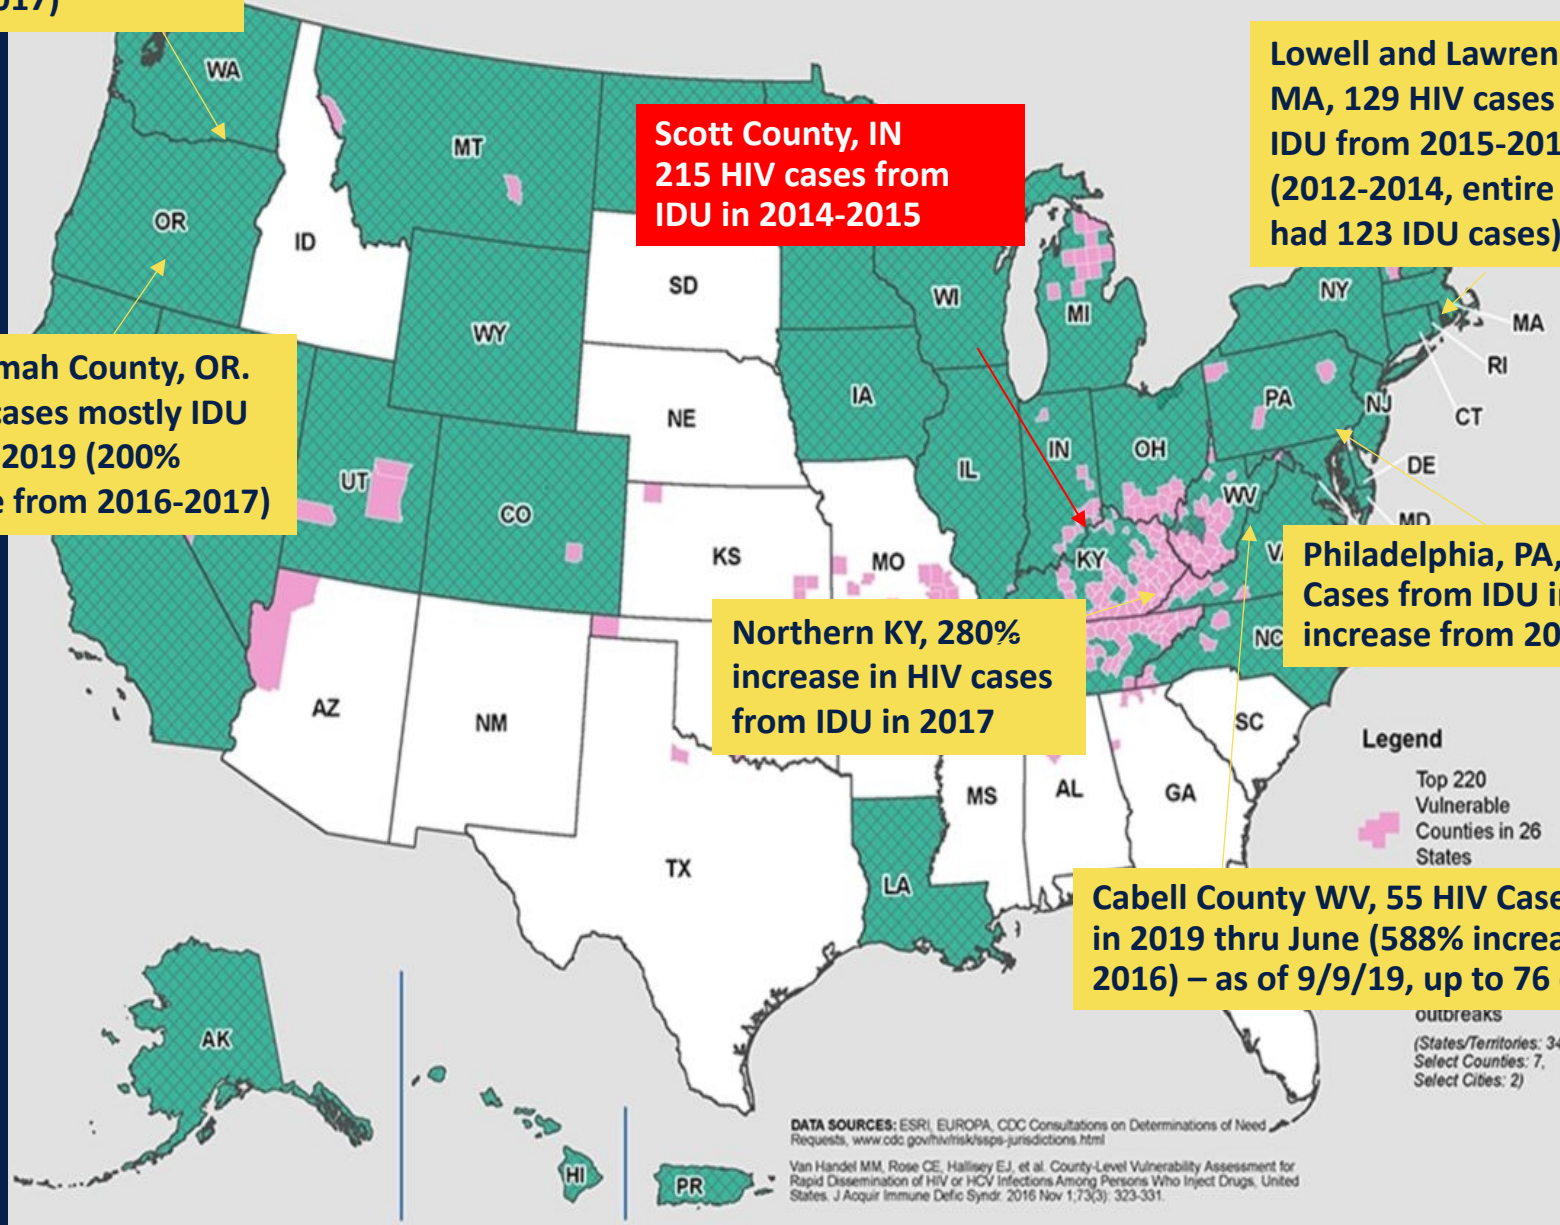 2017)
WA
MT
OR
ID
Scott County, IN
215 HIV cases from
IDU in 2014-2015
Lowell and Lawren
MA, 129 HIV cases
IDU from 2015-201
(2012-2014, entire
had 123 IDU cases)
SD
WY
WI
MI
NY
MA
RI
CT
NE
IA
PA
NJ
mah County, OR.
cases mostly IDU
2019 (200%
e from 2016-2017)
UT
CO
IL
IN
OH
DE
WV
MD
KS
MO
KY
Philadelphia, PA,
Cases from IDU i
increase from 20
NC
Northern KY, 280%
increase in HIV cases
from IDU in 2017
AZ
NM
SC
MS
AL
GA
TX
LA
Legend
Top 220
Vulnerable
Counties in 26
States
Cabell County WV, 55 HIV Case
in 2019 thru June (588% increa
2016) – as of 9/9/19, up to 76
outbreaks
(States/Territories: 34
Select Counties: 7,
Select Cities: 2)
AK
HI
PR
DATA SOURCES: ESRI, EUROPA, CDC Consultations on Determinations of Need
Requests, www.cdc.gov/hiv/risk/ssps-jurisdictions.html
Van Handel MM, Rose CE, Hallisey EJ, et al. County-Level Vulnerability Assessment for
Rapid Dissemination of HIV or HCV Infections Among Persons Who Inject Drugs, United
States. J Acquir Immune Defic Syndr. 2016 Nov 1;73(3): 323-331.